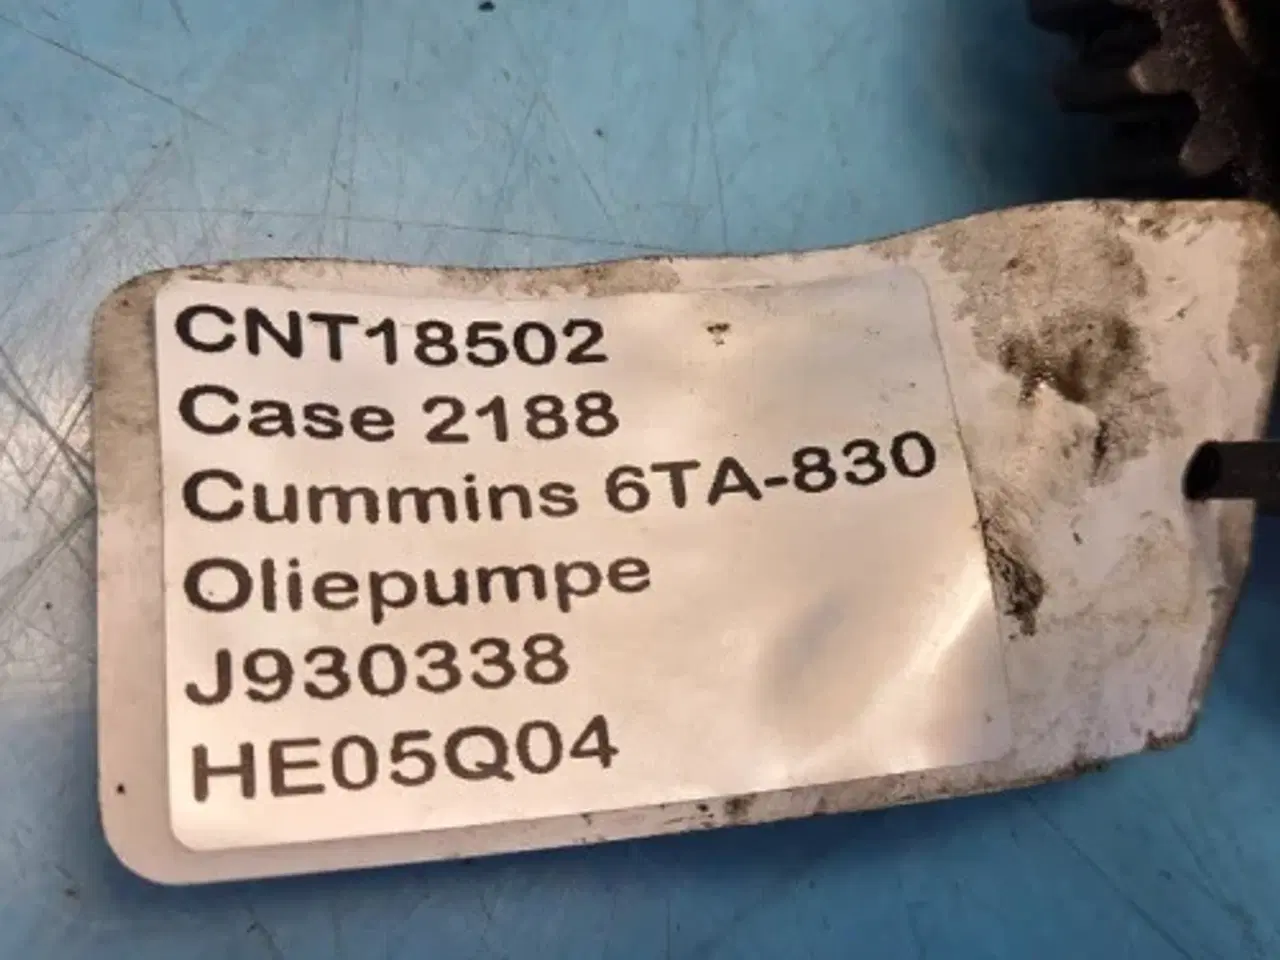 CNT18502
Case 2188
Cummins 6TA-830
Oliepumpe
J930338
HE05Q04